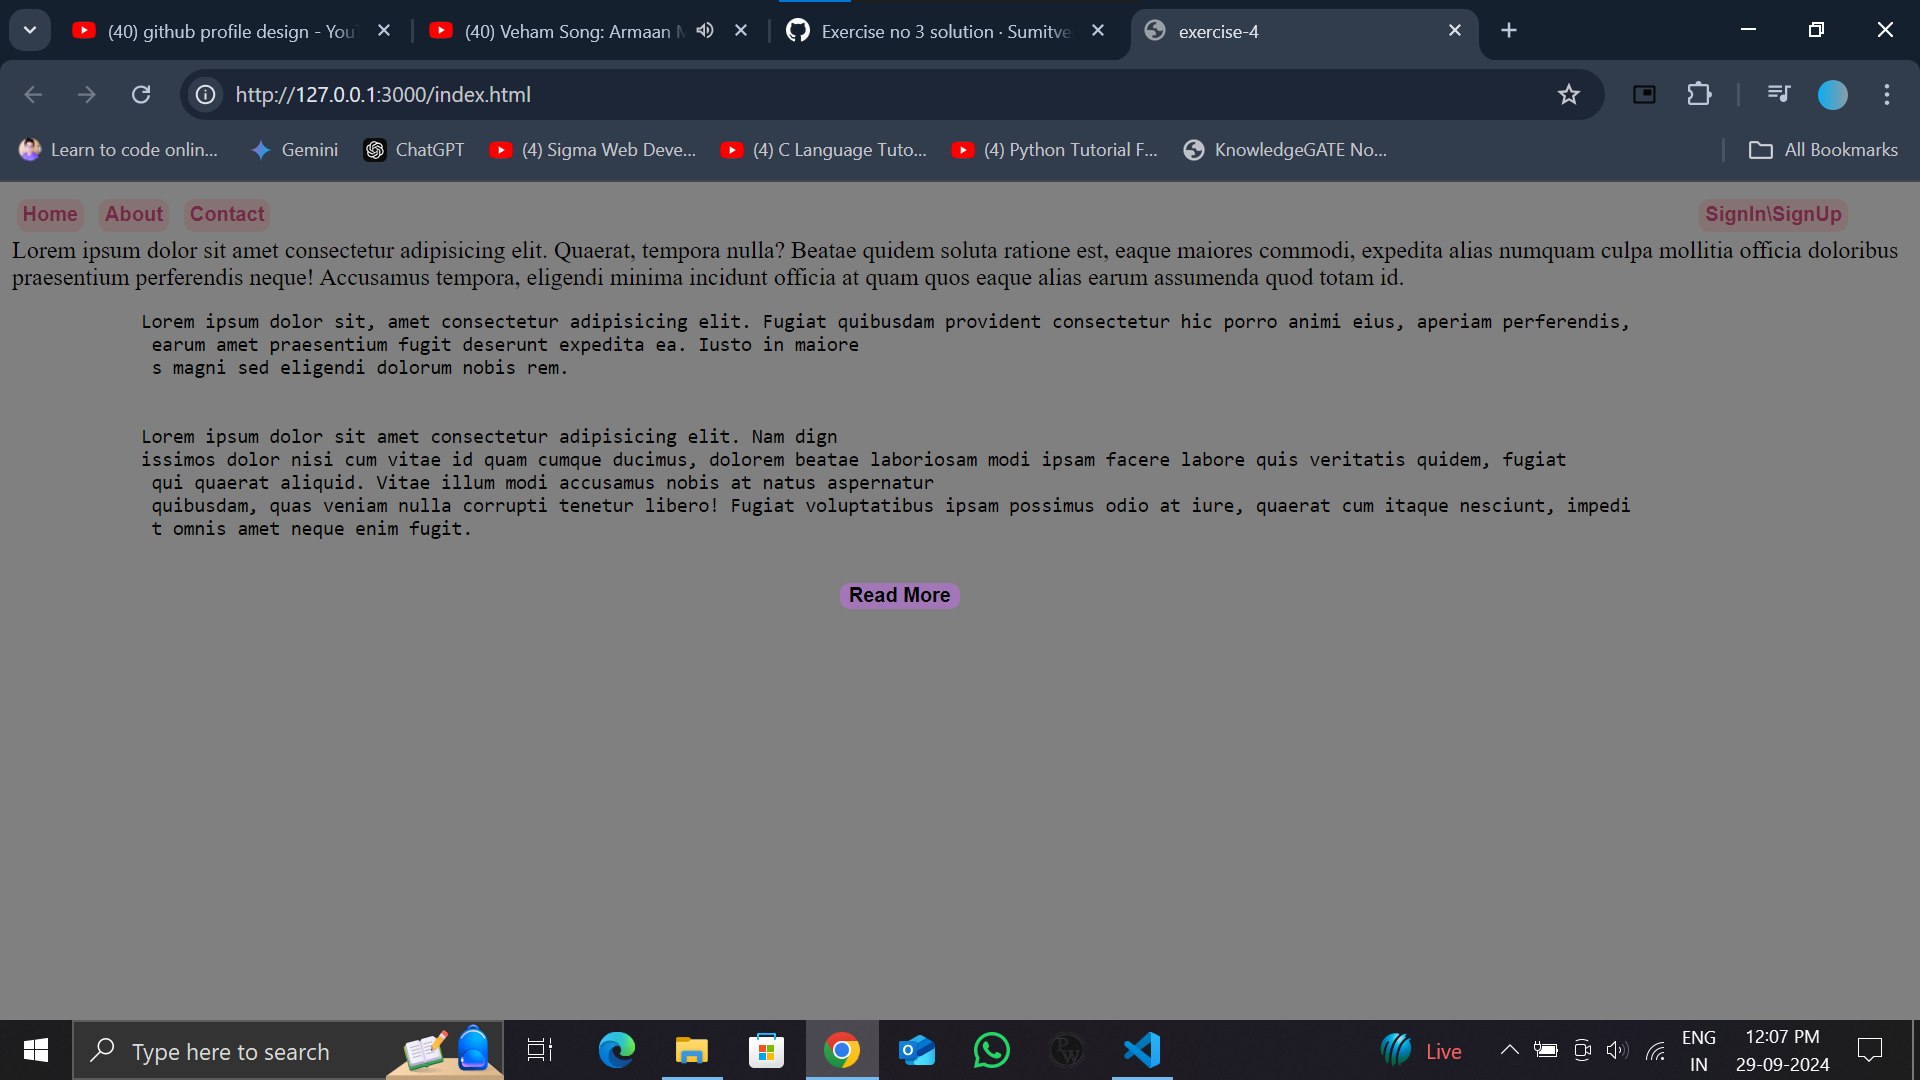 (40) github profile design - You
(40) Veham Song: Armaan M
Exercise no 3 solution · Sumitve
exercise-4
http://127.0.0.1:3000/index.html
Learn to code onlin...
Gemini
ChatGPT
(4) Sigma Web Deve...
(4) C Language Tuto...
(4) Python Tutorial F...
KnowledgeGATE No...
All Bookmarks
Home About Contact SignIn\SignUp
Lorem ipsum dolor sit amet consectetur adipisicing elit. Quaerat, tempora nulla? Beatae quidem soluta ratione est, eaque maiores commodi, expedita alias numquam culpa mollitia officia doloribus
praesentium perferendis neque! Accusamus tempora, eligendi minima incidunt officia at quam quos eaque alias earum assumenda quod totam id.
Lorem ipsum dolor sit, amet consectetur adipisicing elit. Fugiat quibusdam provident consectetur hic porro animi eius, aperiam perferendis,
earum amet praesentium fugit deserunt expedita ea. Iusto in maiore
s magni sed eligendi dolorum nobis rem.
Lorem ipsum dolor sit amet consectetur adipisicing elit. Nam dign
issimos dolor nisi cum vitae id quam cumque ducimus, dolorem beatae laboriosam modi ipsam facere labore quis veritatis quidem, fugiat
qui quaerat aliquid. Vitae illum modi accusamus nobis at natus aspernatur
quibusdam, quas veniam nulla corrupti tenetur libero! Fugiat voluptatibus ipsam possimus odio at iure, quaerat cum itaque nesciunt, impedi
t omnis amet neque enim fugit.
Read More
Type here to search
PW
Live
ENG
IN
12:07 PM
29-09-2024